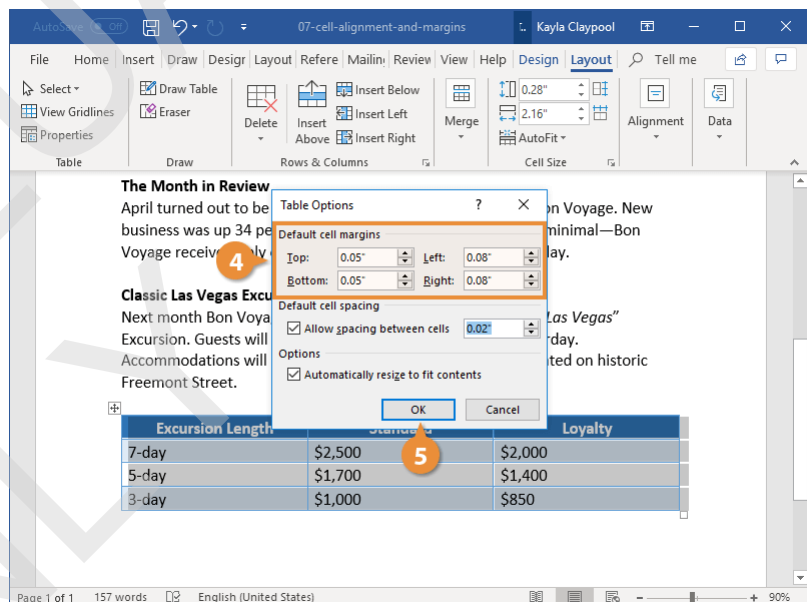 AutoSave Off 07-cell-alignment-and-margins Kayla Claypool
File Home Insert Draw Desigr Layout Refere Mailin Review View Help Design Layout Tell me
Select
View Gridlines
Properties
Table
Draw Table
Eraser
Draw
Delete
Insert Above
Insert Below
Insert Left
Insert Right
Rows & Columns
Merge
0.28"
2.16"
AutoFit
Cell Size
Alignment
Data
The Month in Review
April turned out to be on Voyage. New
business was up 34 pe minimal—Bon
Voyage receive ly day.
Classic Las Vegas Excu
Next month Bon Voya Las Vegas"
Excursion. Guests will rday.
Accommodations will ted on historic
Freemont Street.
Table Options ?
Default cell margins
Top: 0.05" Left: 0.08"
Bottom: 0.05" Right: 0.08"
4
Default cell spacing
Allow spacing between cells 0.02"
Options
Automatically resize to fit contents
OK Cancel
5
Excursion Length Standard Loyalty
7-day $2,500 $2,000
5-day $1,700 $1,400
3-day $1,000 $850
Page 1 of 1 157 words English (United States) 90%